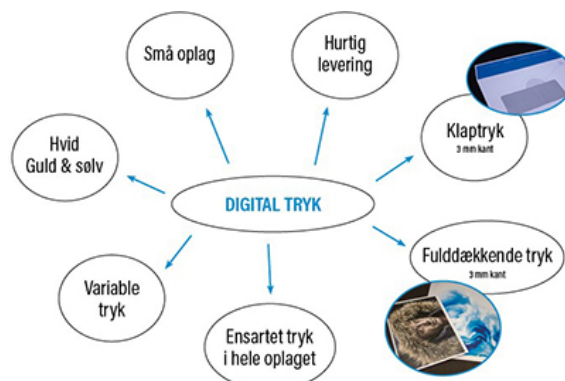 Små oplag
Hurtig
levering
Klaptryk
3 mm kant
Hvid
Guld & sølv
DIGITAL TRYK
Fulddækkende tryk
3 mm kant
Variable
tryk
Ensartet tryk
i hele oplaget